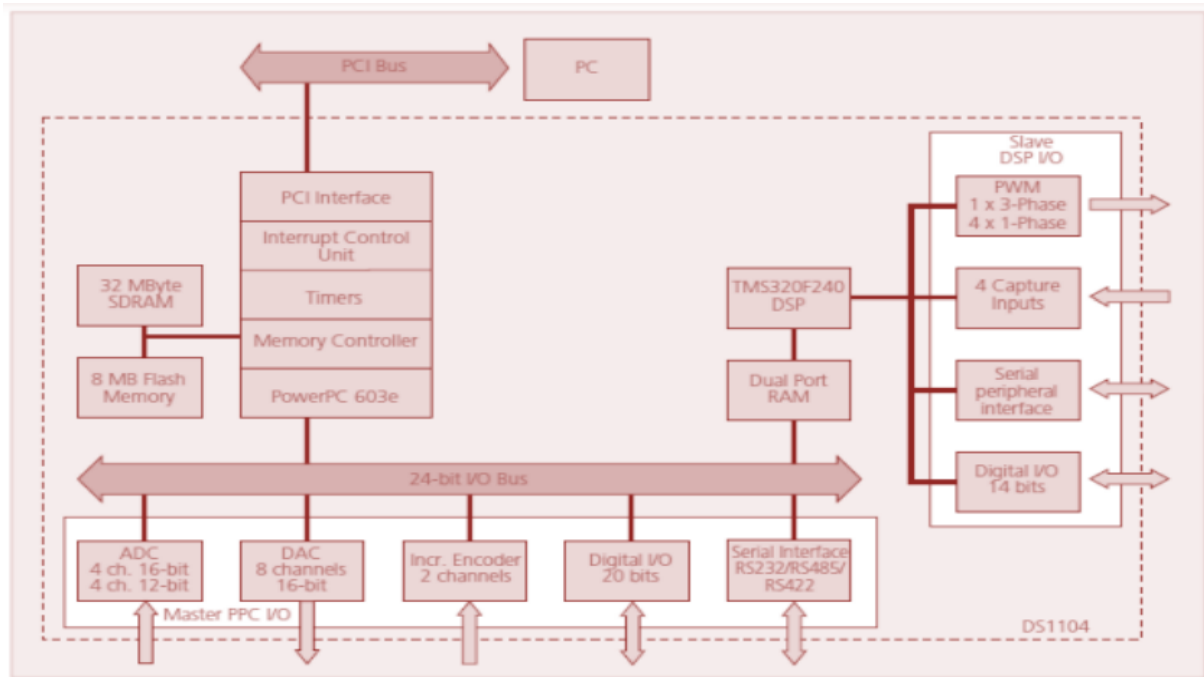 PCI Bus
PC
PCI Interface
Interrupt Control
Unit
Timers
Memory Controller
PowerPC 603e
32 MByte
SDRAM
8 MB Flash
Memory
TMS320F240
DSP
Dual Port
RAM
Slave
DSP I/O
PWM
1 x 3-Phase
4 x 1-Phase
4 Capture
Inputs
Serial
peripheral
interface
Digital I/O
14 bits
24-bit I/O Bus
ADC
4 ch. 16-bit
4 ch. 12-bit
DAC
8 channels
16-bit
Incr. Encoder
2 channels
Digital I/O
20 bits
Serial Interface
RS232/RS485/
RS422
Master PPC I/O
DS1104